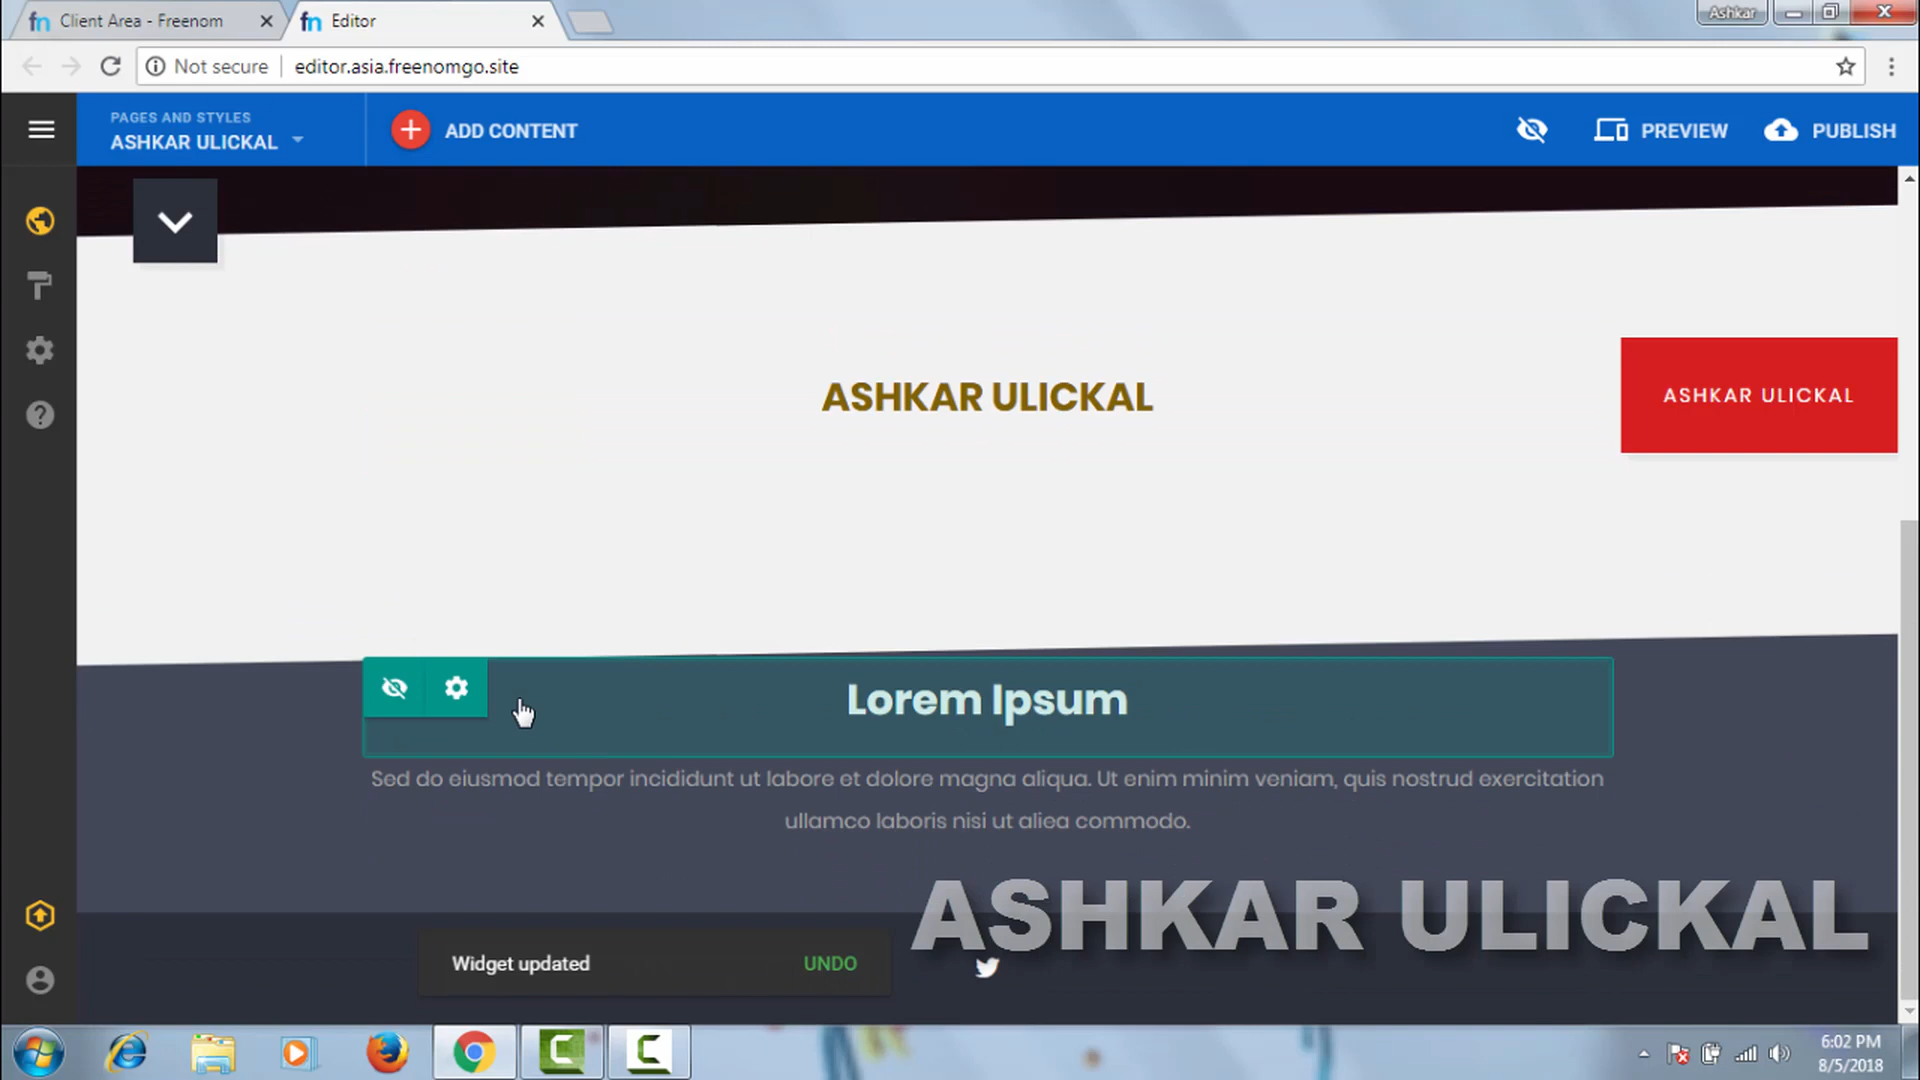 fn Client Area - Freenom
fn Editor
Ashkar
Not secure
editor.asia.freenomgo.site
PAGES AND STYLES
ASHKAR ULICKAL
ADD CONTENT
PREVIEW
PUBLISH
ASHKAR ULICKAL
ASHKAR ULICKAL
Lorem Ipsum
Sed do eiusmod tempor incididunt ut labore et dolore magna aliqua. Ut enim minim veniam, quis nostrud exercitation
ullamco laboris nisi ut aliea commodo.
ASHKAR ULICKAL
Widget updated
UNDO
6:02 PM
8/5/2018